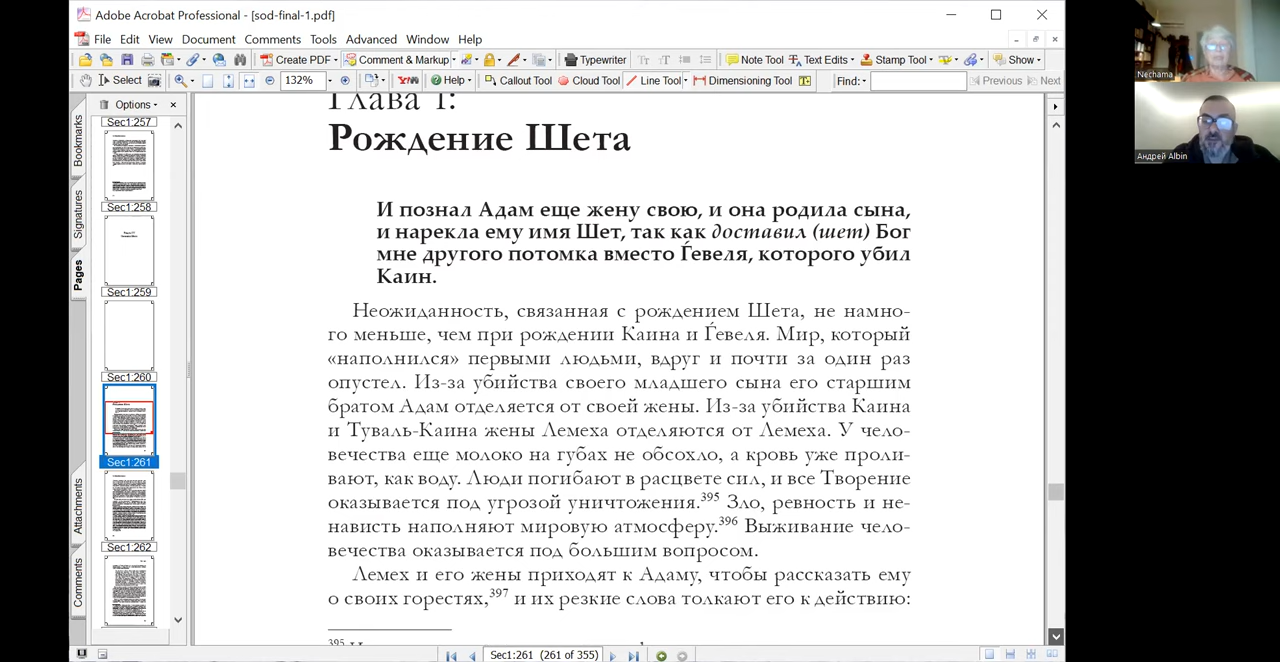 Adobe Acrobat Professional - [sod-final-1.pdf]
File Edit View Document Comments Tools Advanced Window Help
Create PDF Comment & Markup Typewriter Note Tool Text Edits Stamp Tool Show
Select 132% Y!MB Help Callout Tool Cloud Tool Line Tool Dimensioning Tool Find: Previous Next
Options
Bookmarks
Signatures
Pages
Attachments
Comments
Sec1:257
Sec1:258
Sec1:259
Sec1:260
Sec1:261
Sec1:262
Глава 1:
Рождение Шета
И познал Адам еще жену свою, и она родила сына,
и нарекла ему имя Шет, так как доставил (шет) Бог
мне другого потомка вместо Ѓевеля, которого убил
Каин.
Неожиданность, связанная с рождением Шета, не намно-
го меньше, чем при рождении Каина и Ѓевеля. Мир, который
«наполнился» первыми людьми, вдруг и почти за один раз
опустел. Из-за убийства своего младшего сына его старшим
братом Адам отделяется от своей жены. Из-за убийства Каина
и Туваль-Каина жены Лемеха отделяются от Лемеха. У чело-
вечества еще молоко на губах не обсохло, а кровь уже проли-
вают, как воду. Люди погибают в расцвете сил, и все Творение
оказывается под угрозой уничтожения.395 Зло, ревность и не-
нависть наполняют мировую атмосферу.396 Выживание чело-
вечества оказывается под большим вопросом.
Лемех и его жены приходят к Адаму, чтобы рассказать ему
о своих горестях,397 и их резкие слова толкают его к действию:
395
Sec1:261 (261 of 355)
Nechama
Андрей Albin